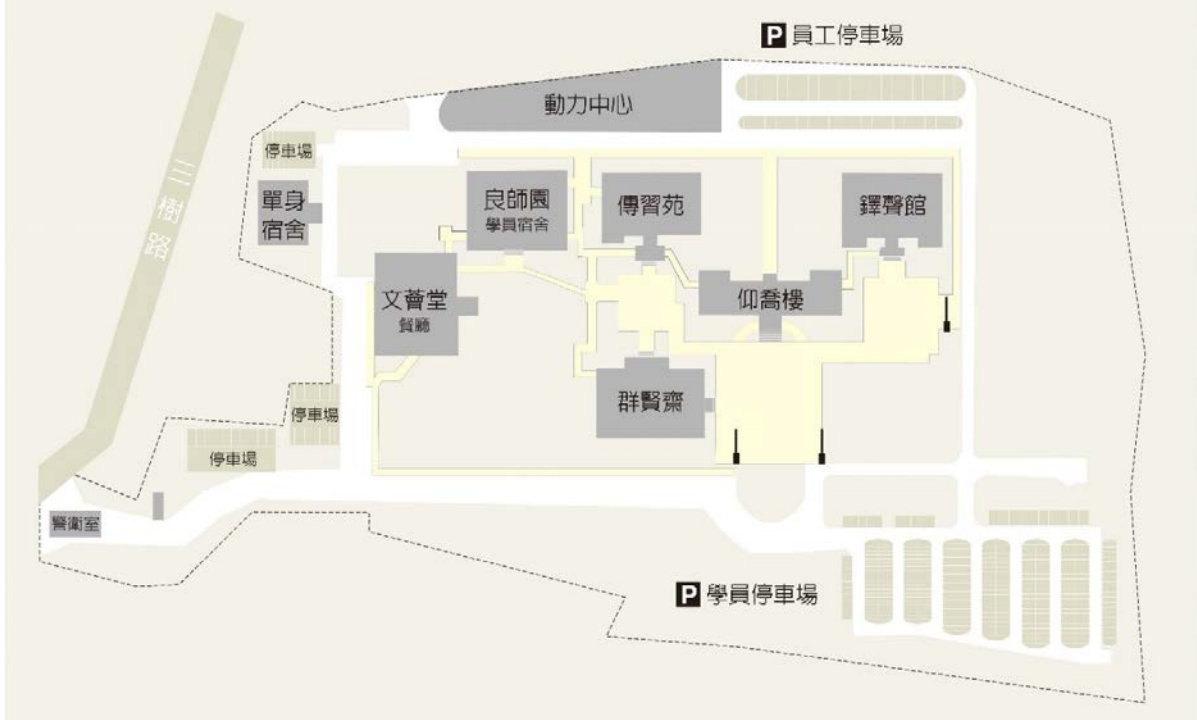 P 員工停車場
動力中心
停車場
三樹路
單身
宿舍
良師園
學員宿舍
傳習苑
鐸聲館
文薈堂
餐廳
仰喬樓
群賢齋
停車場
停車場
警衛室
P 學員停車場